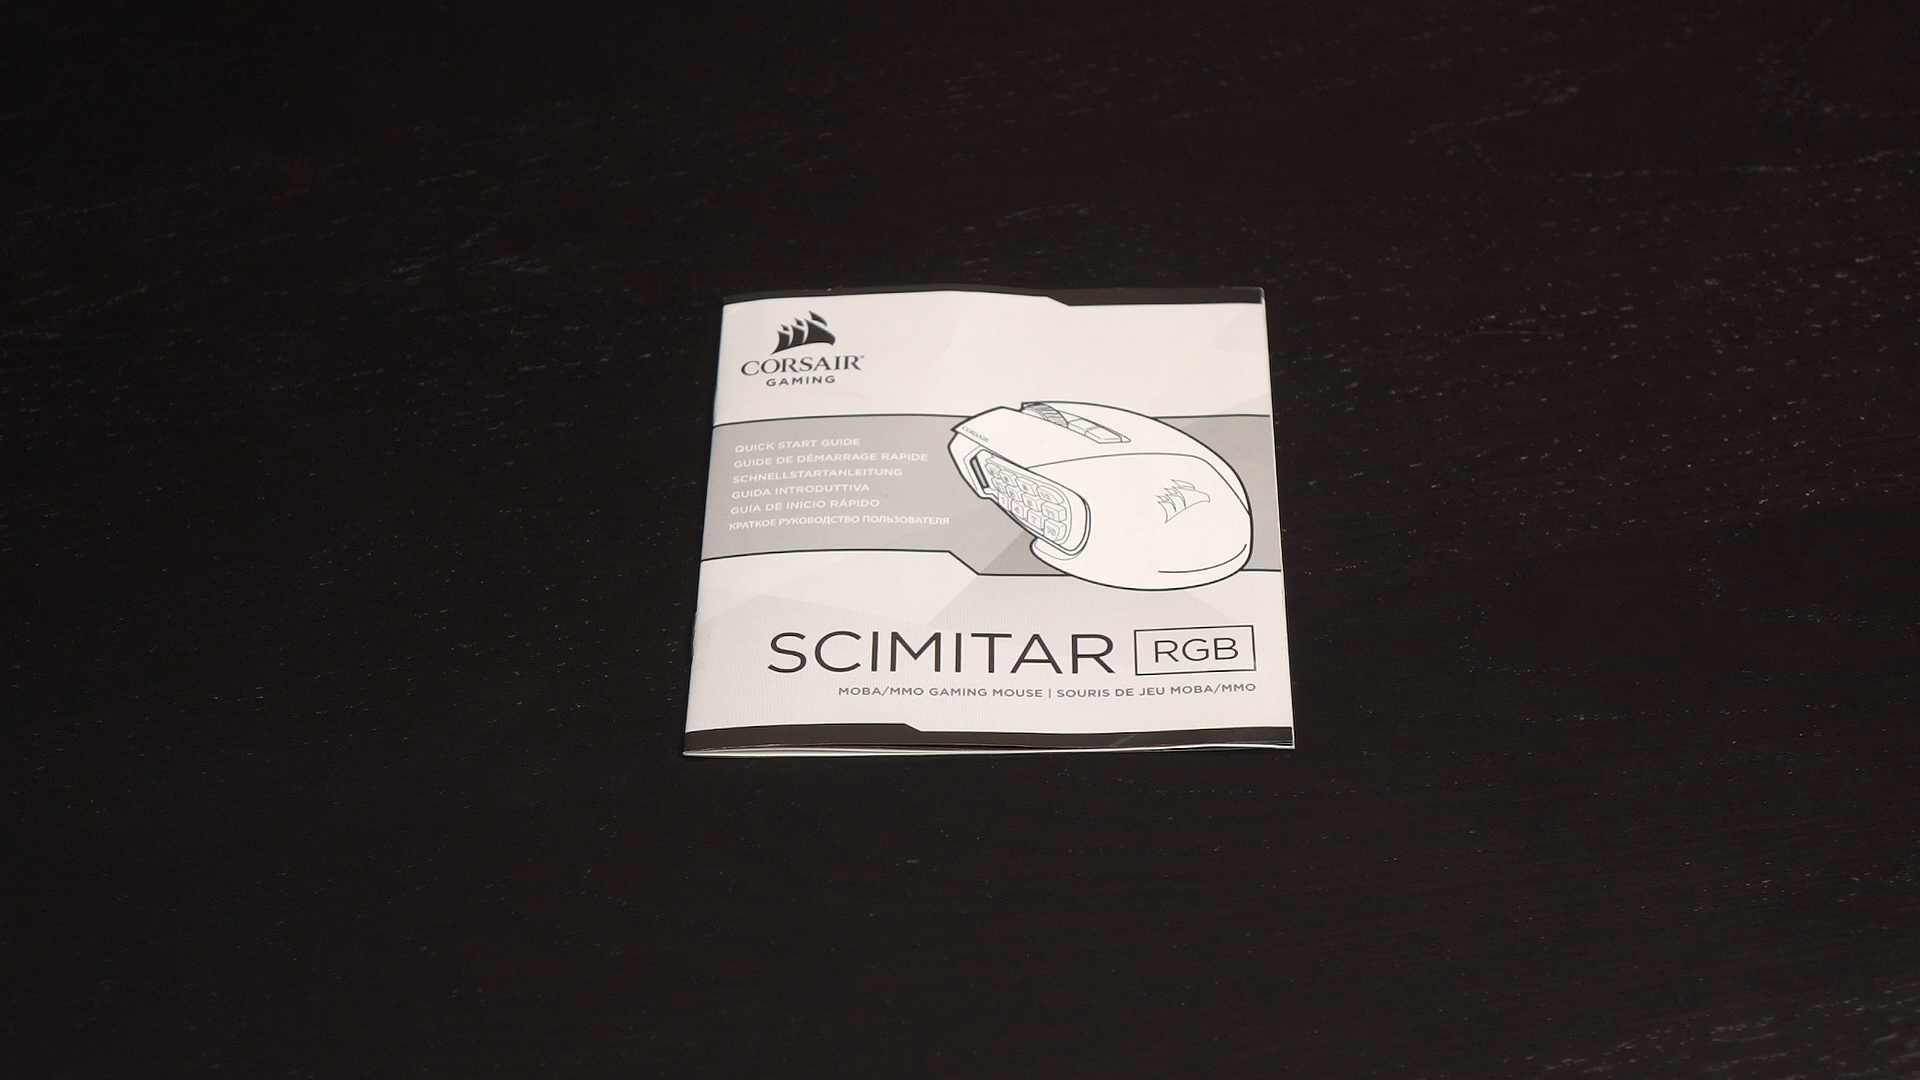 CORSAIR®
GAMING
CORSAIR
QUICK START GUIDE
GUIDE DE DÉMARRAGE RAPIDE
SCHNELLSTARTANLEITUNG
GUIDA INTRODUTTIVA
GUÍA DE INICIO RÁPIDO
КРАТКОЕ РУКОВОДСТВО ПОЛЬЗОВАТЕЛЯ
SCIMITAR RGB
MOBA/MMO GAMING MOUSE | SOURIS DE JEU MOBA/MMO